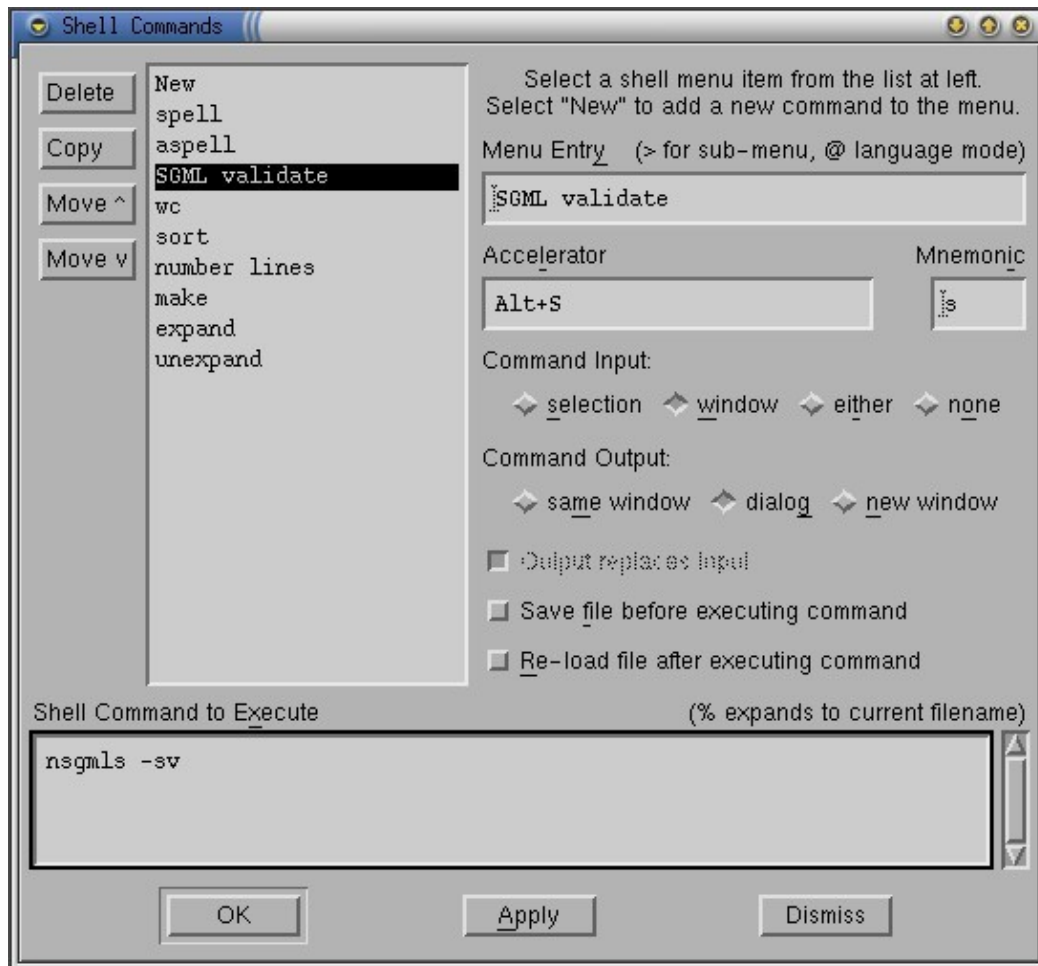 Shell Commands
Delete
Copy
Move ^
Move v
New
spell
aspell
SGML validate
wc
sort
number lines
make
expand
unexpand
Select a shell menu item from the list at left.
Select "New" to add a new command to the menu.
Menu Entry (> for sub-menu, @ language mode)
SGML validate
Accelerator Mnemonic
Alt+S s
Command Input:
selection window either none
Command Output:
same window dialog new window
Output replaces Input
Save file before executing command
Re-load file after executing command
Shell Command to Execute (% expands to current filename)
nsgmls -sv
OK Apply Dismiss